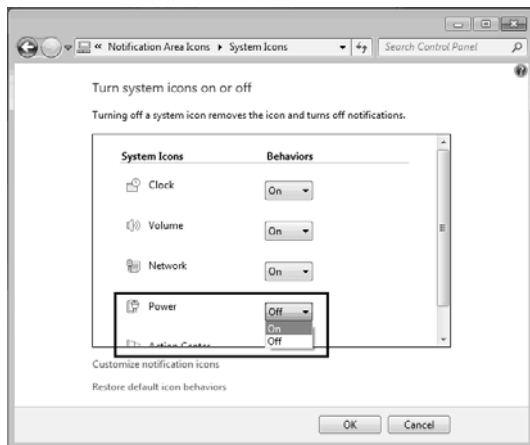 « Notification Area Icons ▸ System Icons
Search Control Panel
Turn system icons on or off
Turning off a system icon removes the icon and turns off notifications.
System Icons Behaviors
Clock On
Volume On
Network On
Power Off
On
Off
Action Center
Customize notification icons
Restore default icon behaviors
OK Cancel